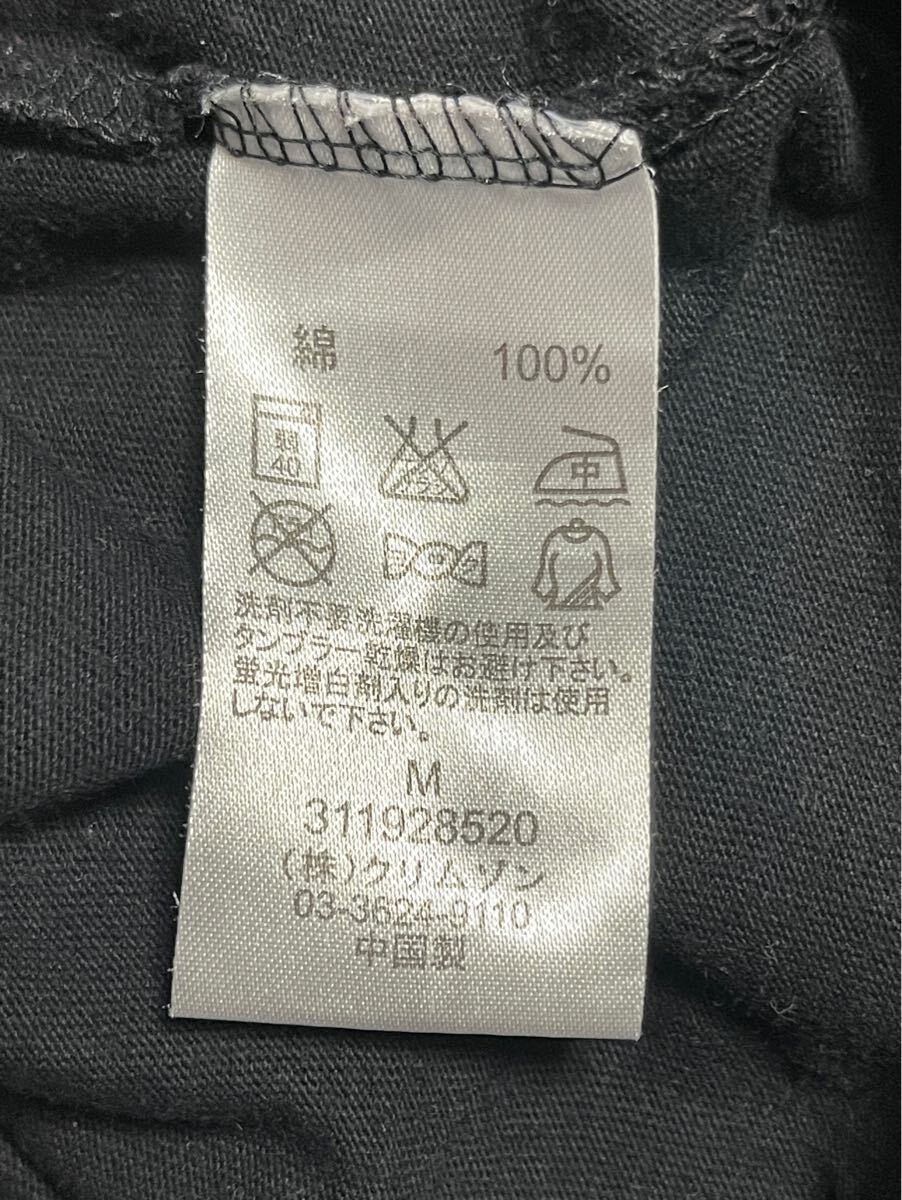 綿 100%
弱 40
中
洗剤不要洗濯機の使用及び
タンブラー乾燥はお避け下さい。
蛍光増白剤入りの洗剤は使用
しないで下さい。
M
311928520
(株)クリムゾン
03-3624-9110
中国製